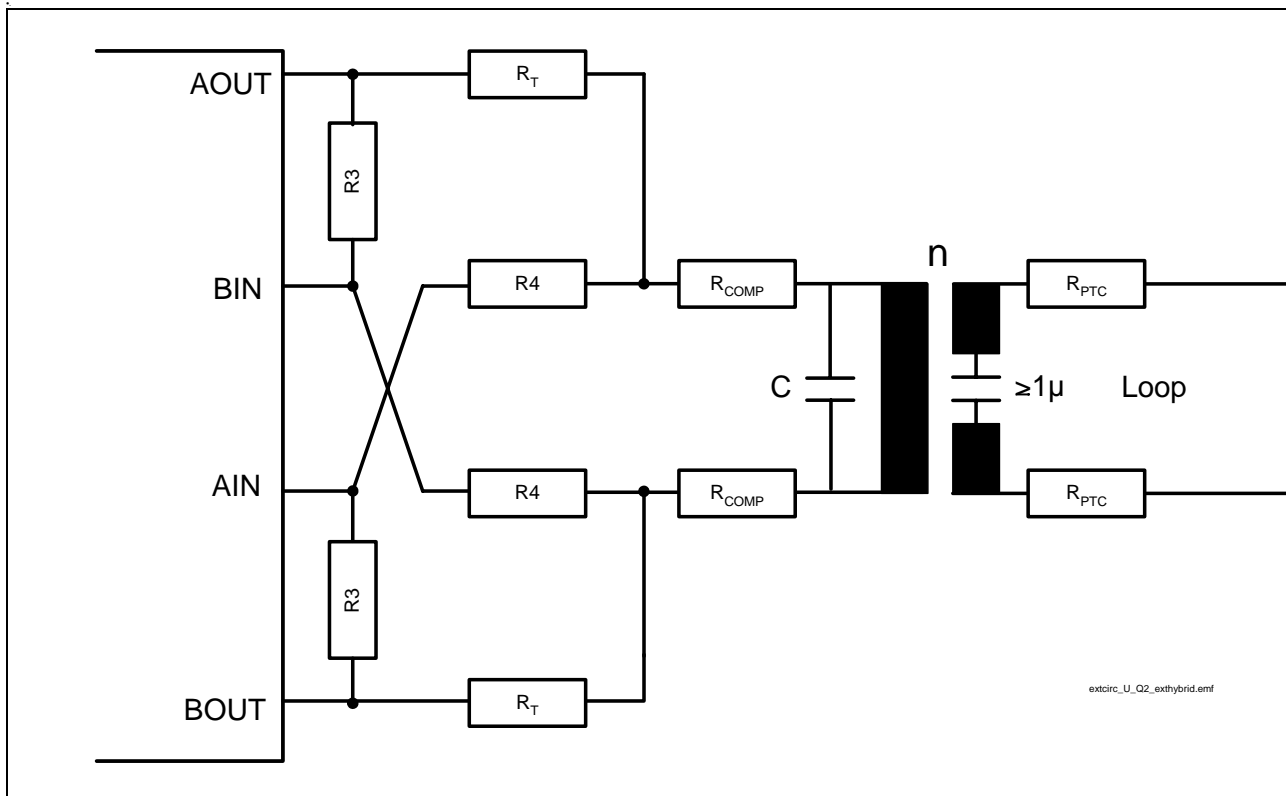 AOUT
R_T
R3
n
BIN
R4
R_COMP
R_PTC
C
≥1µ
Loop
AIN
R4
R_COMP
R_PTC
R3
BOUT
R_T
extcirc_U_Q2_exthybrid.emf